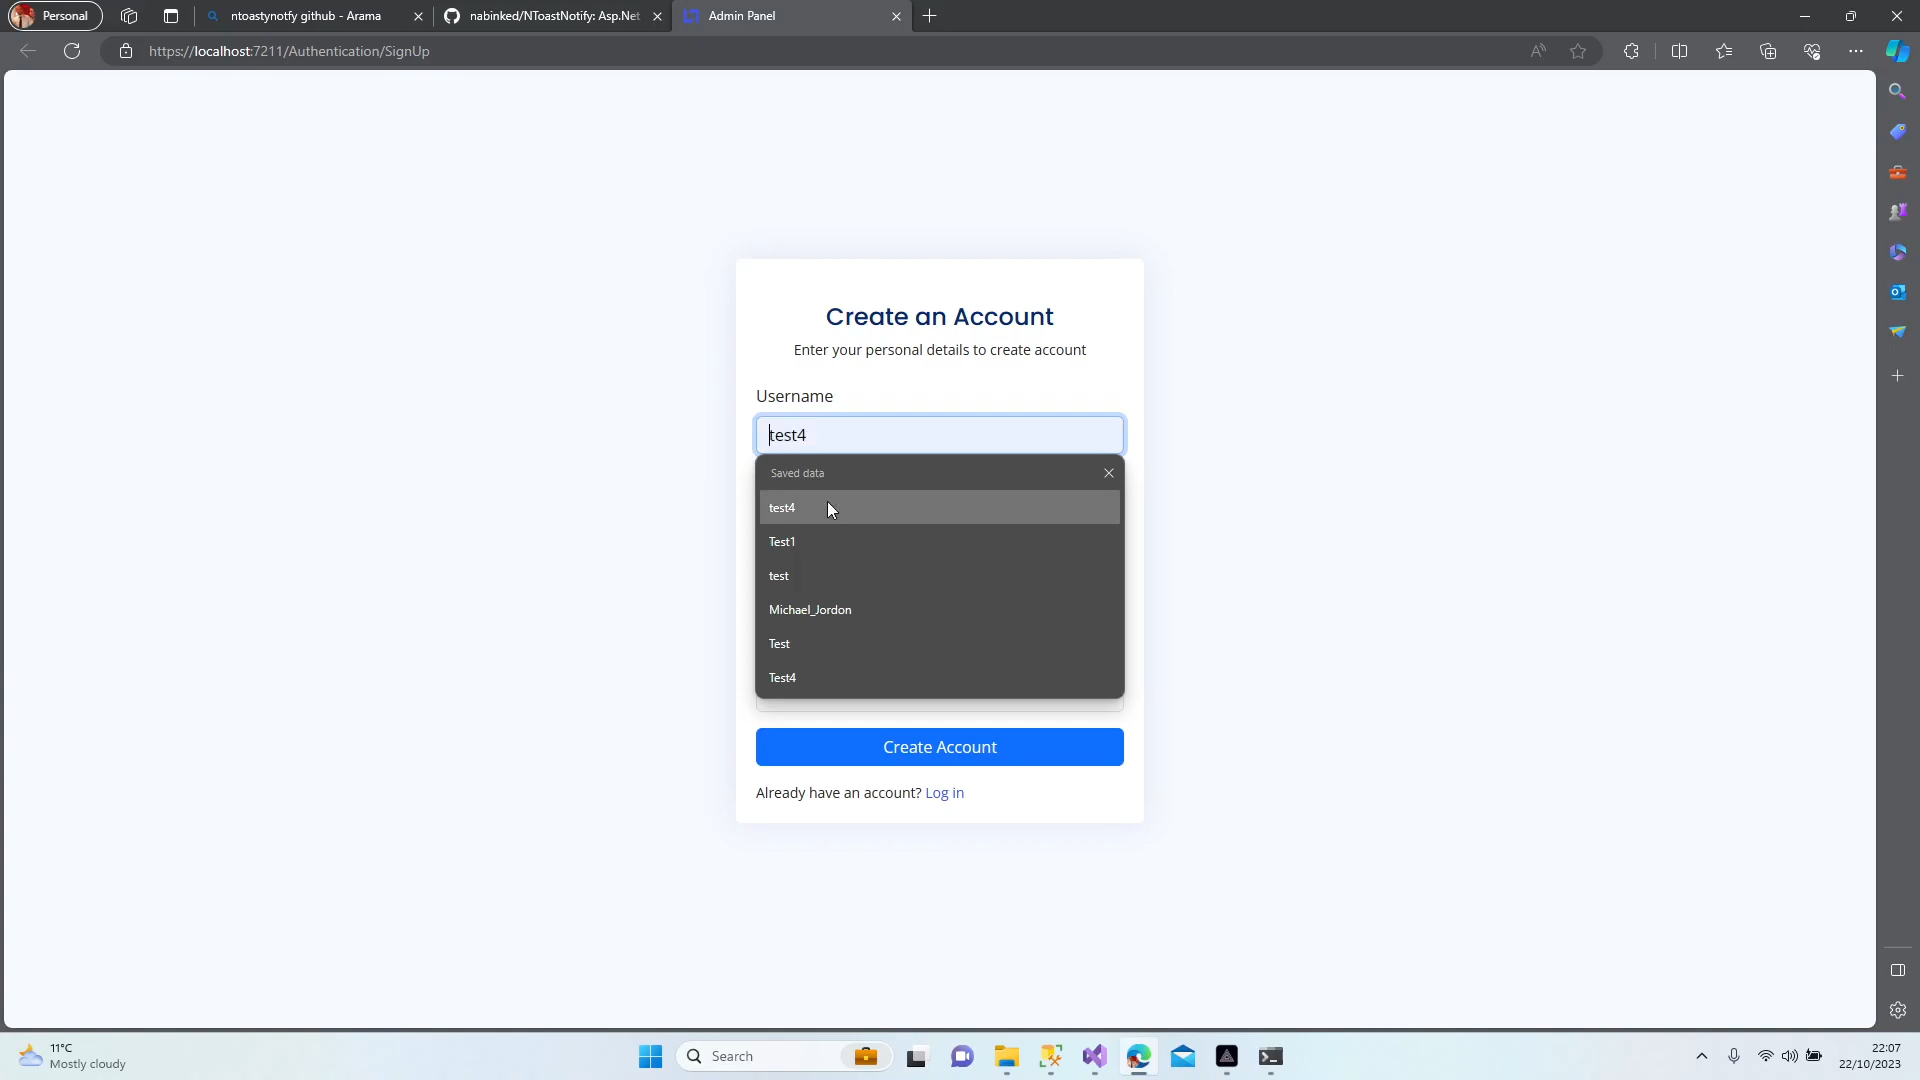 Personal
ntoastynotfy github - Arama
nabinked/NToastNotify: Asp.Net
Admin Panel
https://localhost:7211/Authentication/SignUp
Create an Account
Enter your personal details to create account
Username
test4
Saved data
test4
Test1
test
Michael_Jordon
Test
Test4
Create Account
Already have an account? Log in
11°C
Mostly cloudy
Search
22:07
22/10/2023